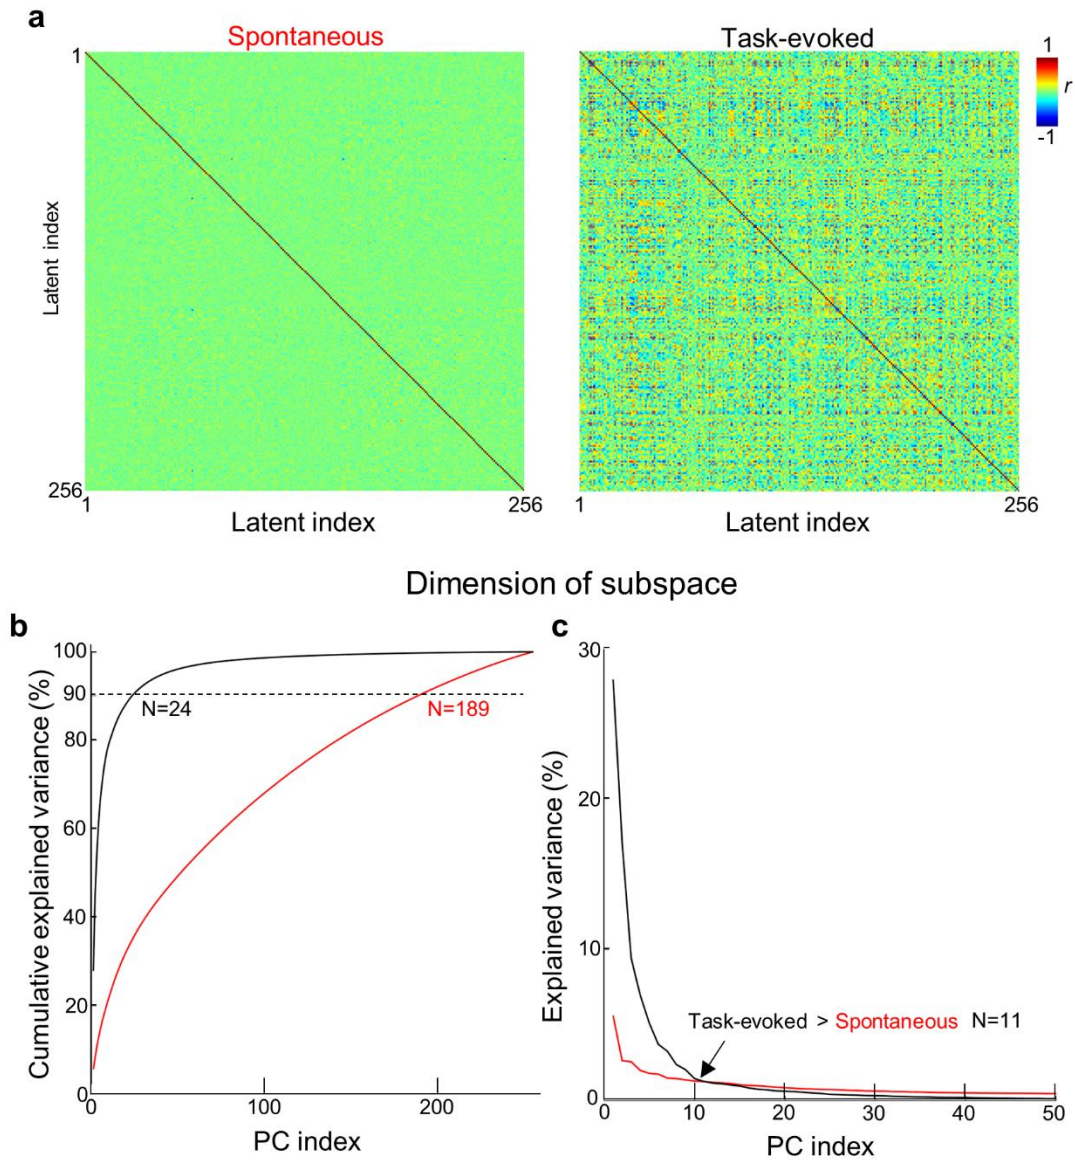 a
Spontaneous
Task-evoked
1
1
r
-1
Latent index
256
1
256
1
256
Latent index
Latent index
Dimension of subspace
b
c
Cumulative explained variance (%)
100
90
80
60
40
20
0
N=24
N=189
0
100
200
PC index
Explained variance (%)
30
20
10
0
Task-evoked > Spontaneous N=11
0
10
20
30
40
50
PC index